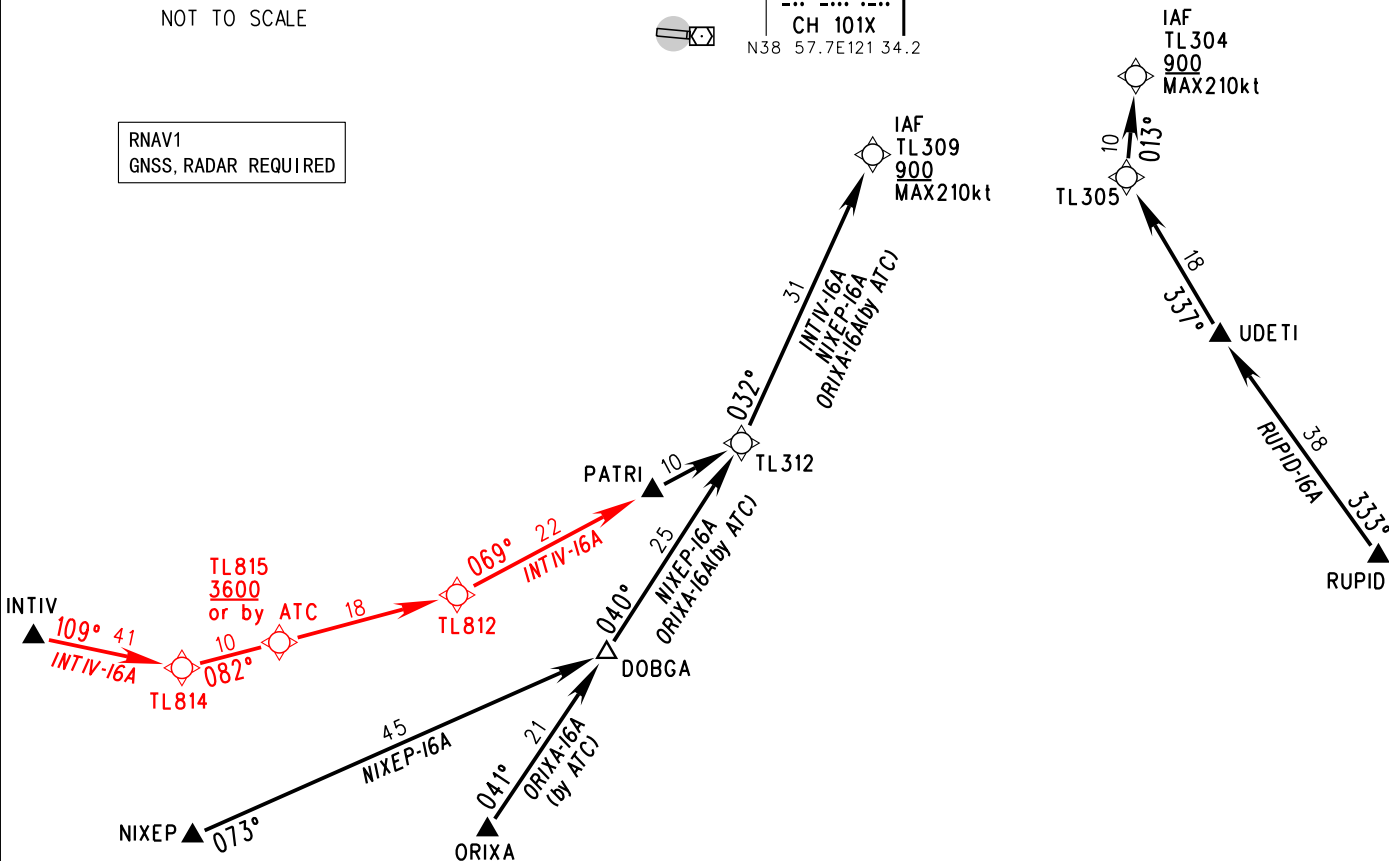 NOT TO SCALE
CH 101X
N38 57.7E121 34.2
IAF
TL304
900
MAX210kt
RNAV1
GNSS, RADAR REQUIRED
IAF
TL309
900
MAX210kt
10
013°
TL305
18
337°
UDETI
31
INTIV-16A
NIXEP-16A
ORIXA-16A(by ATC)
032°
38
RUPID-16A
333°
RUPID
PATRI
10
TL312
25
NIXEP-16A
ORIXA-16A(by ATC)
040°
069°
22
INTIV-16A
TL815
3600
or by ATC
18
TL812
INTIV
109°
41
INTIV-16A
10
082°
TL814
DOBGA
45
NIXEP-16A
21
ORIXA-16A
(by ATC)
041°
NIXEP
073°
ORIXA